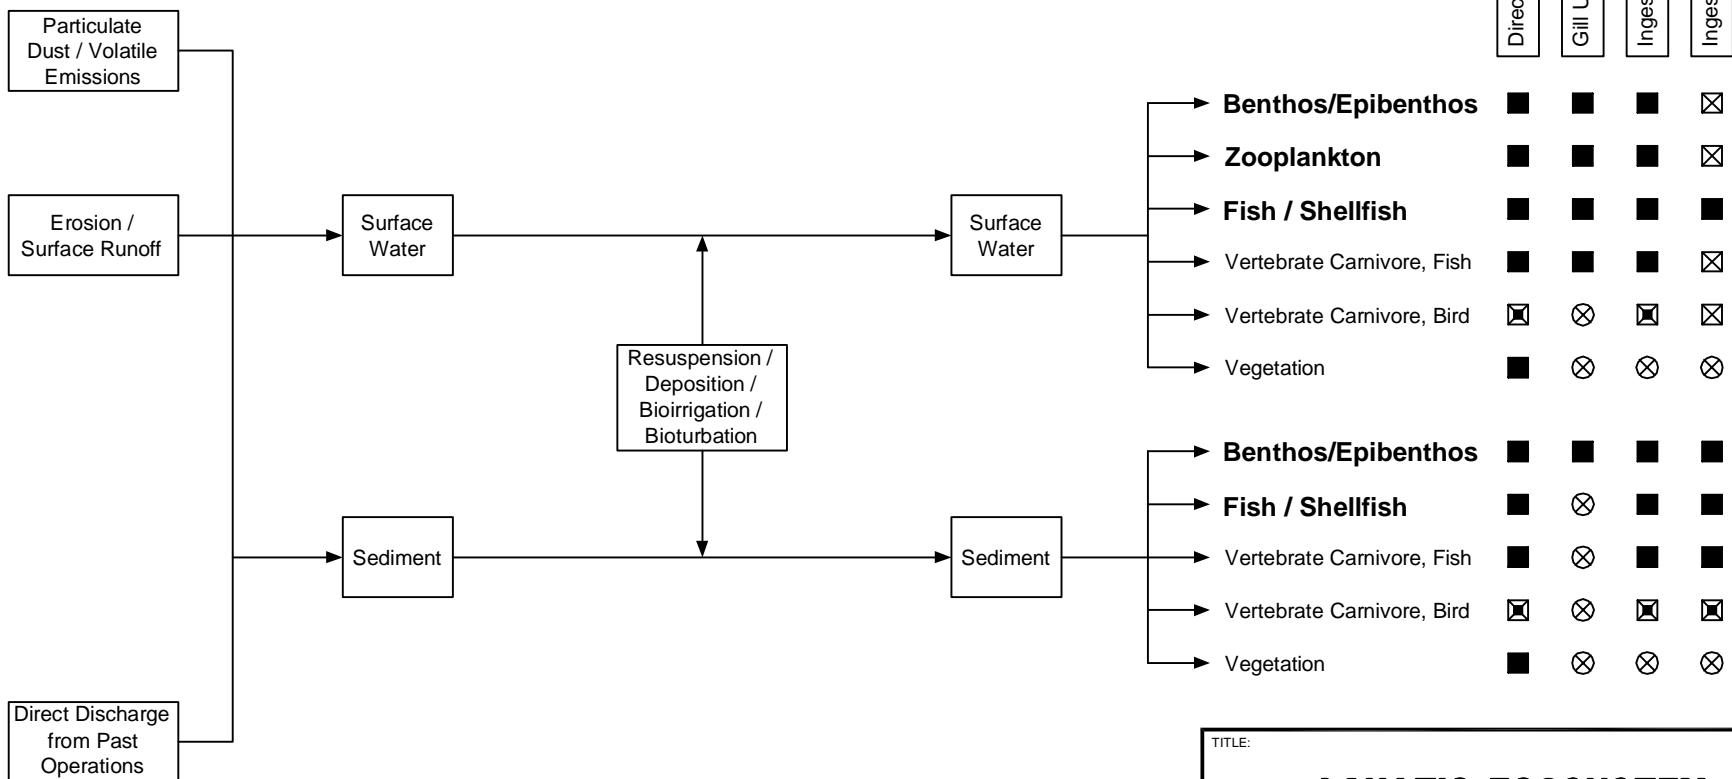 Particulate
Dust / Volatile
Emissions
Erosion /
Surface Runoff
Direct Discharge
from Past
Operations
Surface
Water
Sediment
Resuspension /
Deposition /
Bioirrigation /
Bioturbation
Surface
Water
Sediment
Gill
Benthos/Epibenthos
Zooplankton
Fish / Shellfish
Vertebrate Carnivore, Fish
Vertebrate Carnivore, Bird
Vegetation
Benthos/Epibenthos
Fish / Shellfish
Vertebrate Carnivore, Fish
Vertebrate Carnivore, Bird
Vegetation
TITLE: